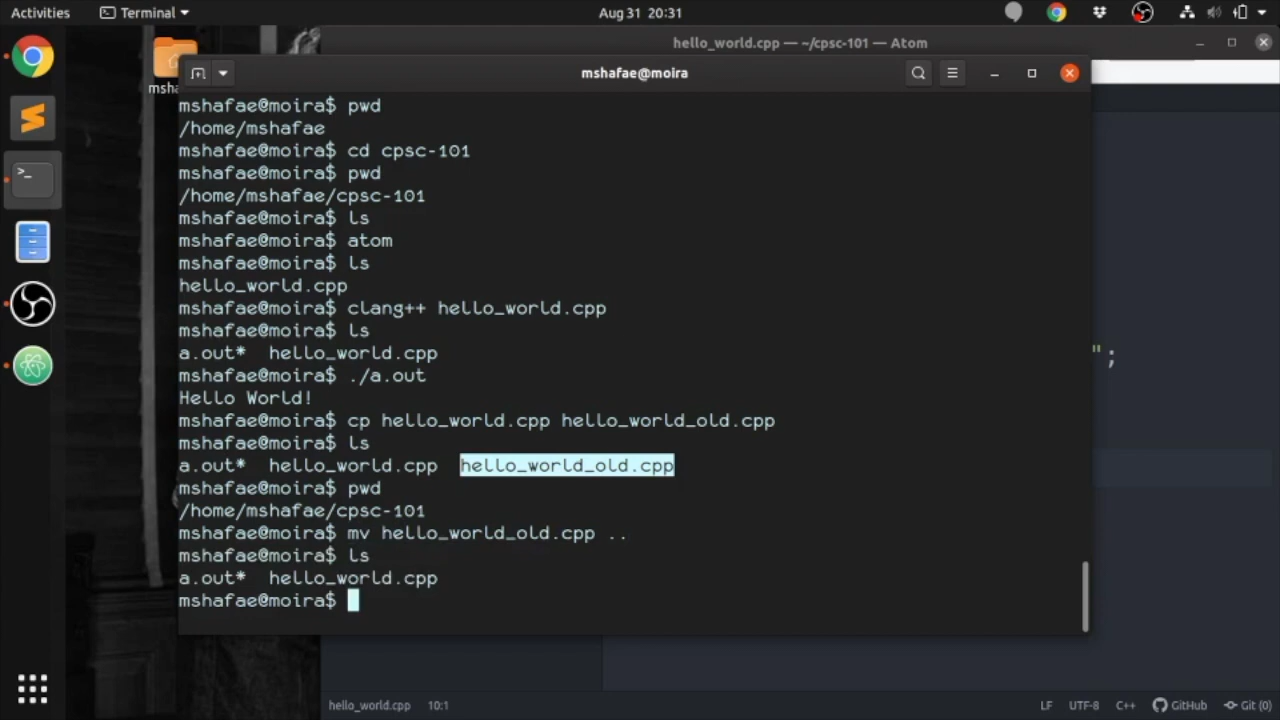 Activities
Terminal
Aug 31 20:31
hello_world.cpp — ~/cpsc-101 — Atom
mshafae@moira
msh
mshafae@moira$ pwd
/home/mshafae
mshafae@moira$ cd cpsc-101
mshafae@moira$ pwd
/home/mshafae/cpsc-101
mshafae@moira$ ls
mshafae@moira$ atom
mshafae@moira$ ls
hello_world.cpp
mshafae@moira$ clang++ hello_world.cpp
mshafae@moira$ ls
a.out*  hello_world.cpp
";
mshafae@moira$ ./a.out
Hello World!
mshafae@moira$ cp hello_world.cpp hello_world_old.cpp
mshafae@moira$ ls
a.out*  hello_world.cpp  hello_world_old.cpp
mshafae@moira$ pwd
/home/mshafae/cpsc-101
mshafae@moira$ mv hello_world_old.cpp ..
mshafae@moira$ ls
a.out*  hello_world.cpp
mshafae@moira$
hello_world.cpp 10:1 LF UTF-8 C++ GitHub Git (0)